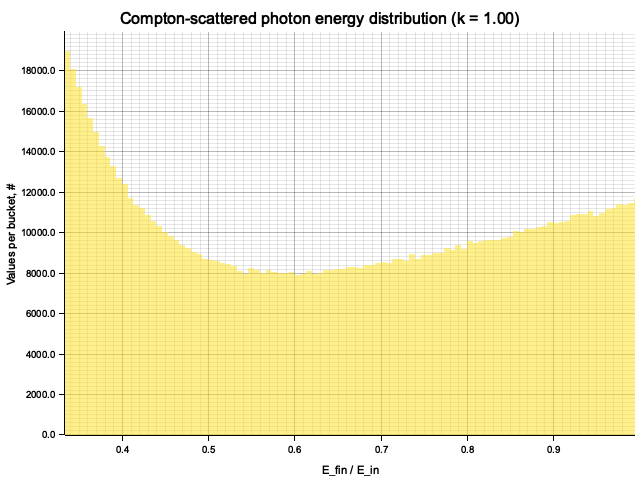 Compton-scattered photon energy distribution (k = 1.00)
Values per bucket, #
18000.0
16000.0
14000.0
12000.0
10000.0
8000.0
6000.0
4000.0
2000.0
0.0
0.4 0.5 0.6 0.7 0.8 0.9
E_fin / E_in